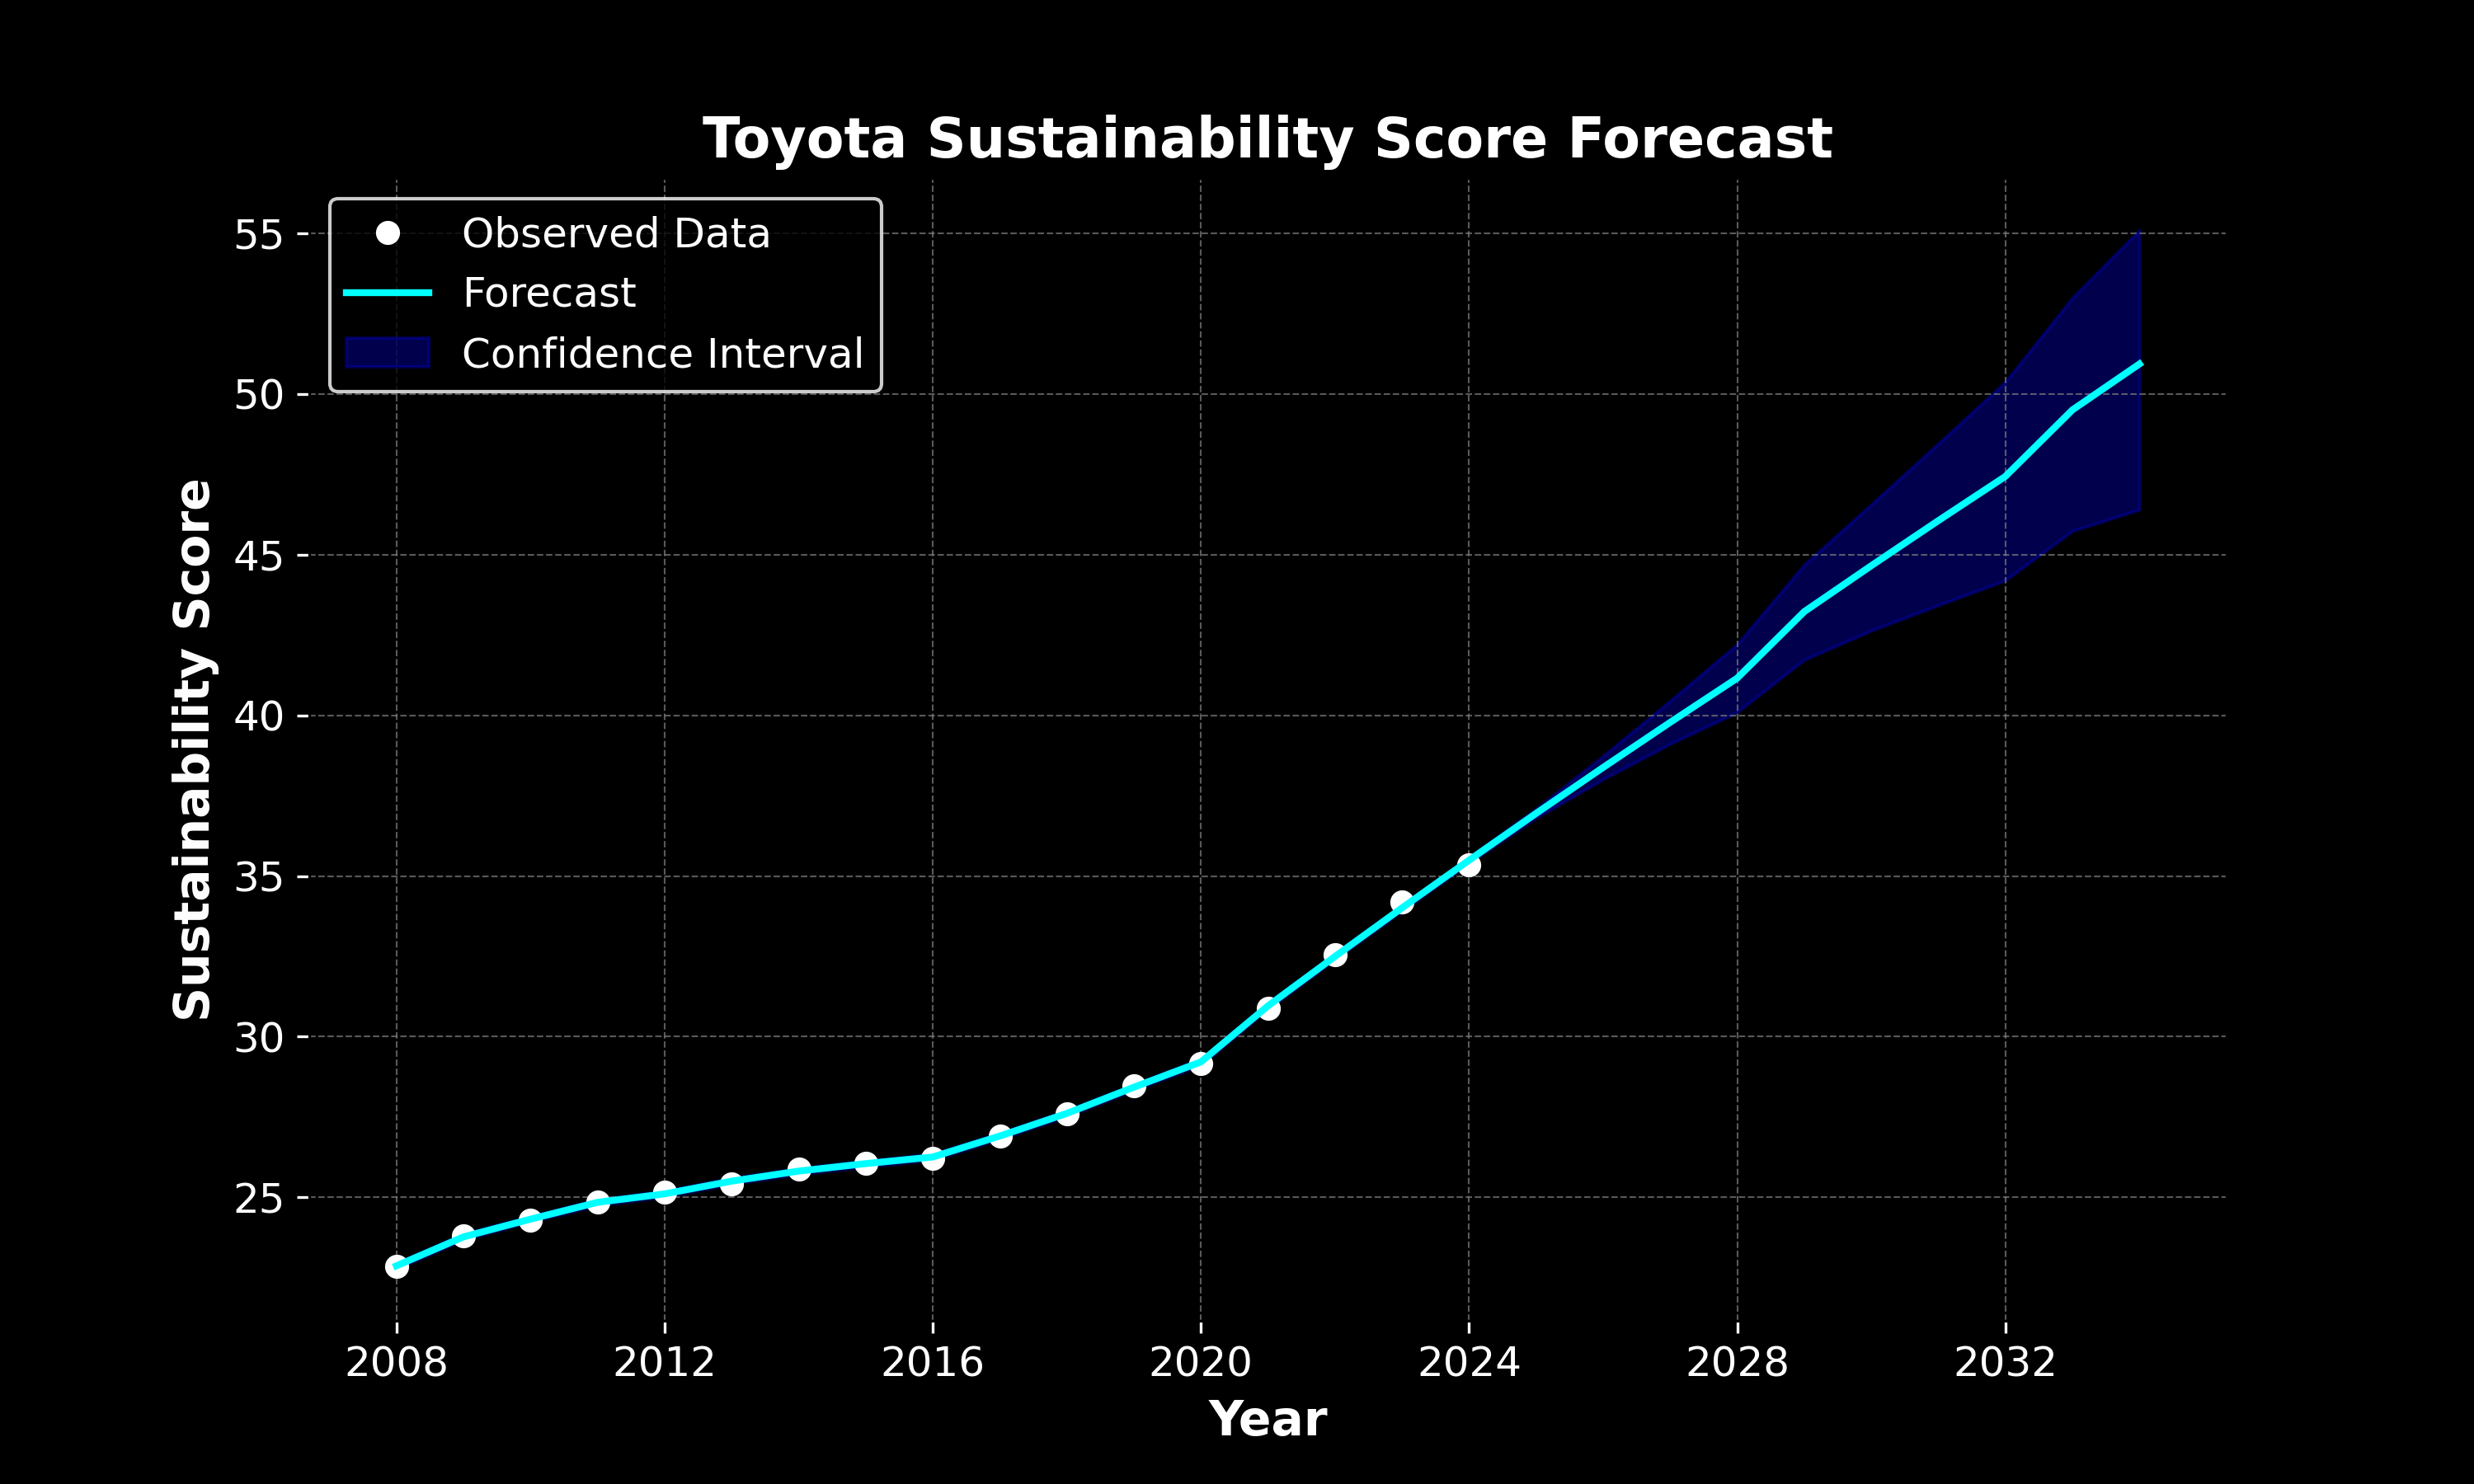 Toyota Sustainability Score Forecast
Observed Data
Forecast
Confidence Interval
Sustainability Score
55
50
45
40
35
30
25
2008 2012 2016 2020 2024 2028 2032
Year